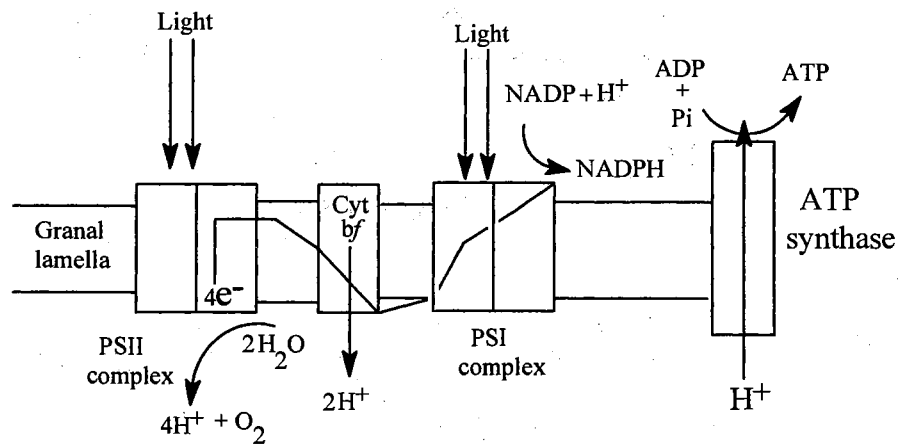 Light
Light
ADP
+
Pi
ATP
NADP + H⁺
NADPH
Granal
lamella
Cyt
bf
ATP
synthase
4e⁻
PSII
complex
2H₂O
4H⁺ + O₂
2H⁺
PSI
complex
H⁺